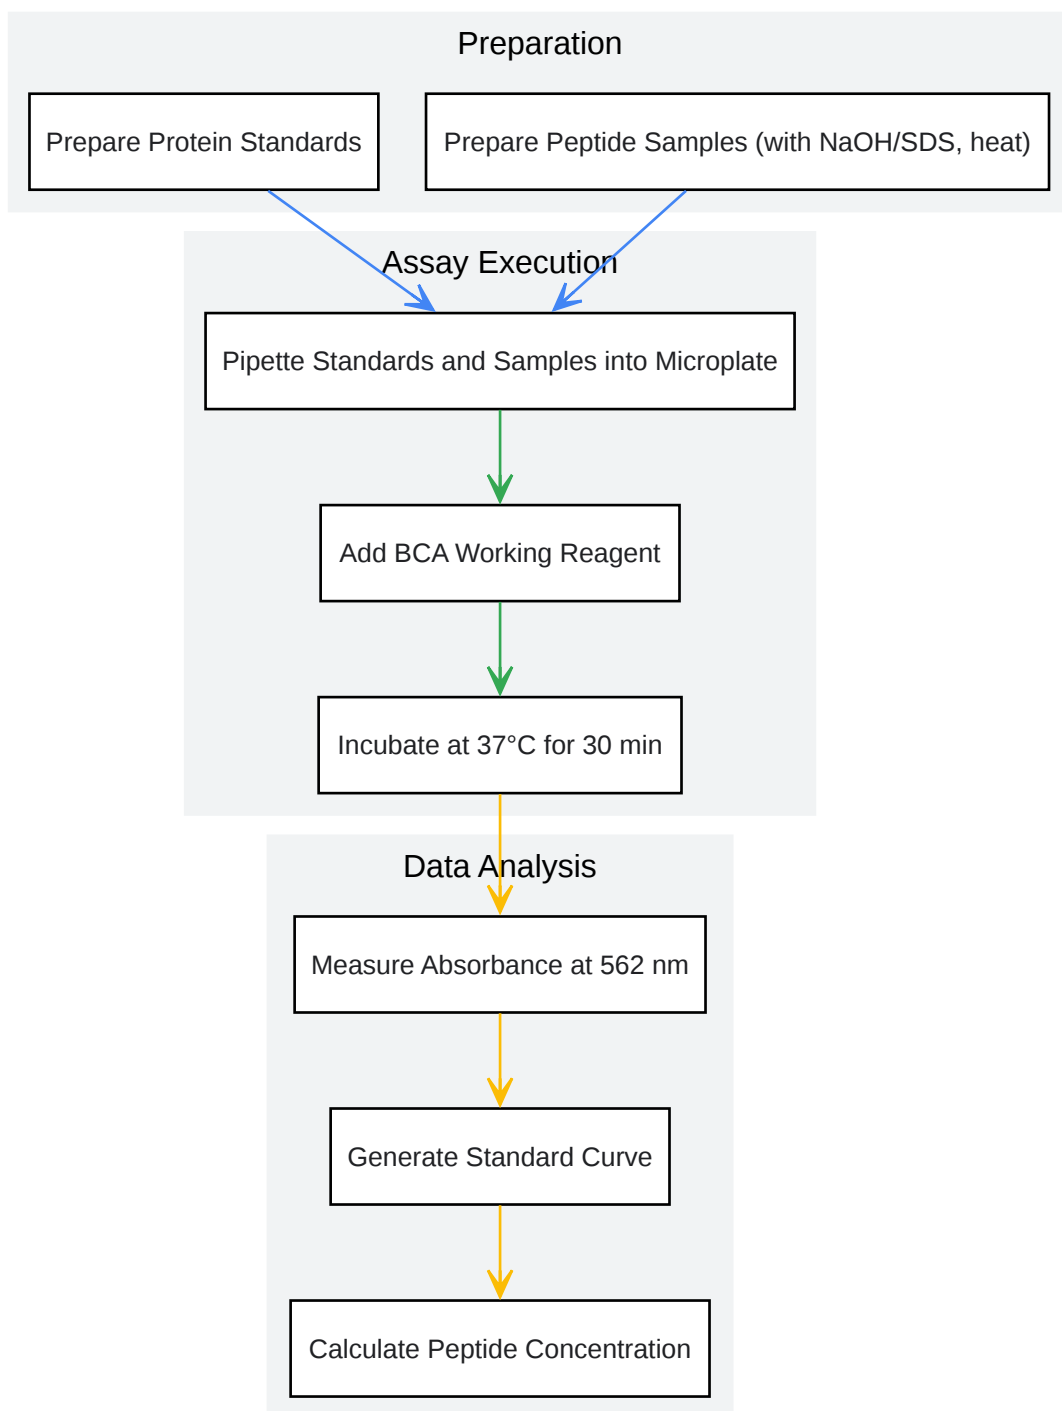 Preparation
Prepare Protein Standards
Prepare Peptide Samples (with NaOH/SDS, heat)
Assay Execution
Pipette Standards and Samples into Microplate
Add BCA Working Reagent
Incubate at 37°C for 30 min
Data Analysis
Measure Absorbance at 562 nm
Generate Standard Curve
Calculate Peptide Concentration